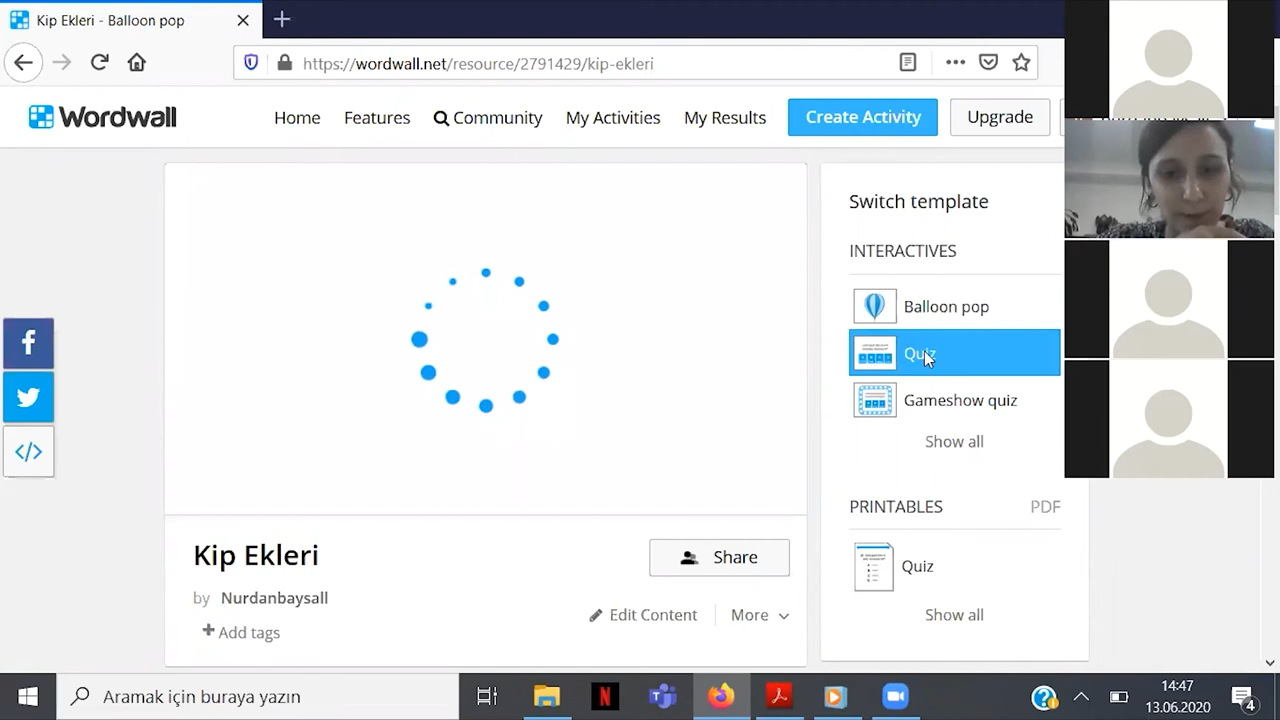 Kip Ekleri - Balloon pop
https://wordwall.net/resource/2791429/kip-ekleri
Wordwall
Home
Features
Community
My Activities
My Results
Create Activity
Upgrade
Switch template
INTERACTIVES
Balloon pop
Quiz
Gameshow quiz
Show all
PRINTABLES
PDF
Quiz
Show all
Kip Ekleri
Share
by Nurdanbaysall
Edit Content
More
Add tags
Aramak için buraya yazın
14:47
13.06.2020
4